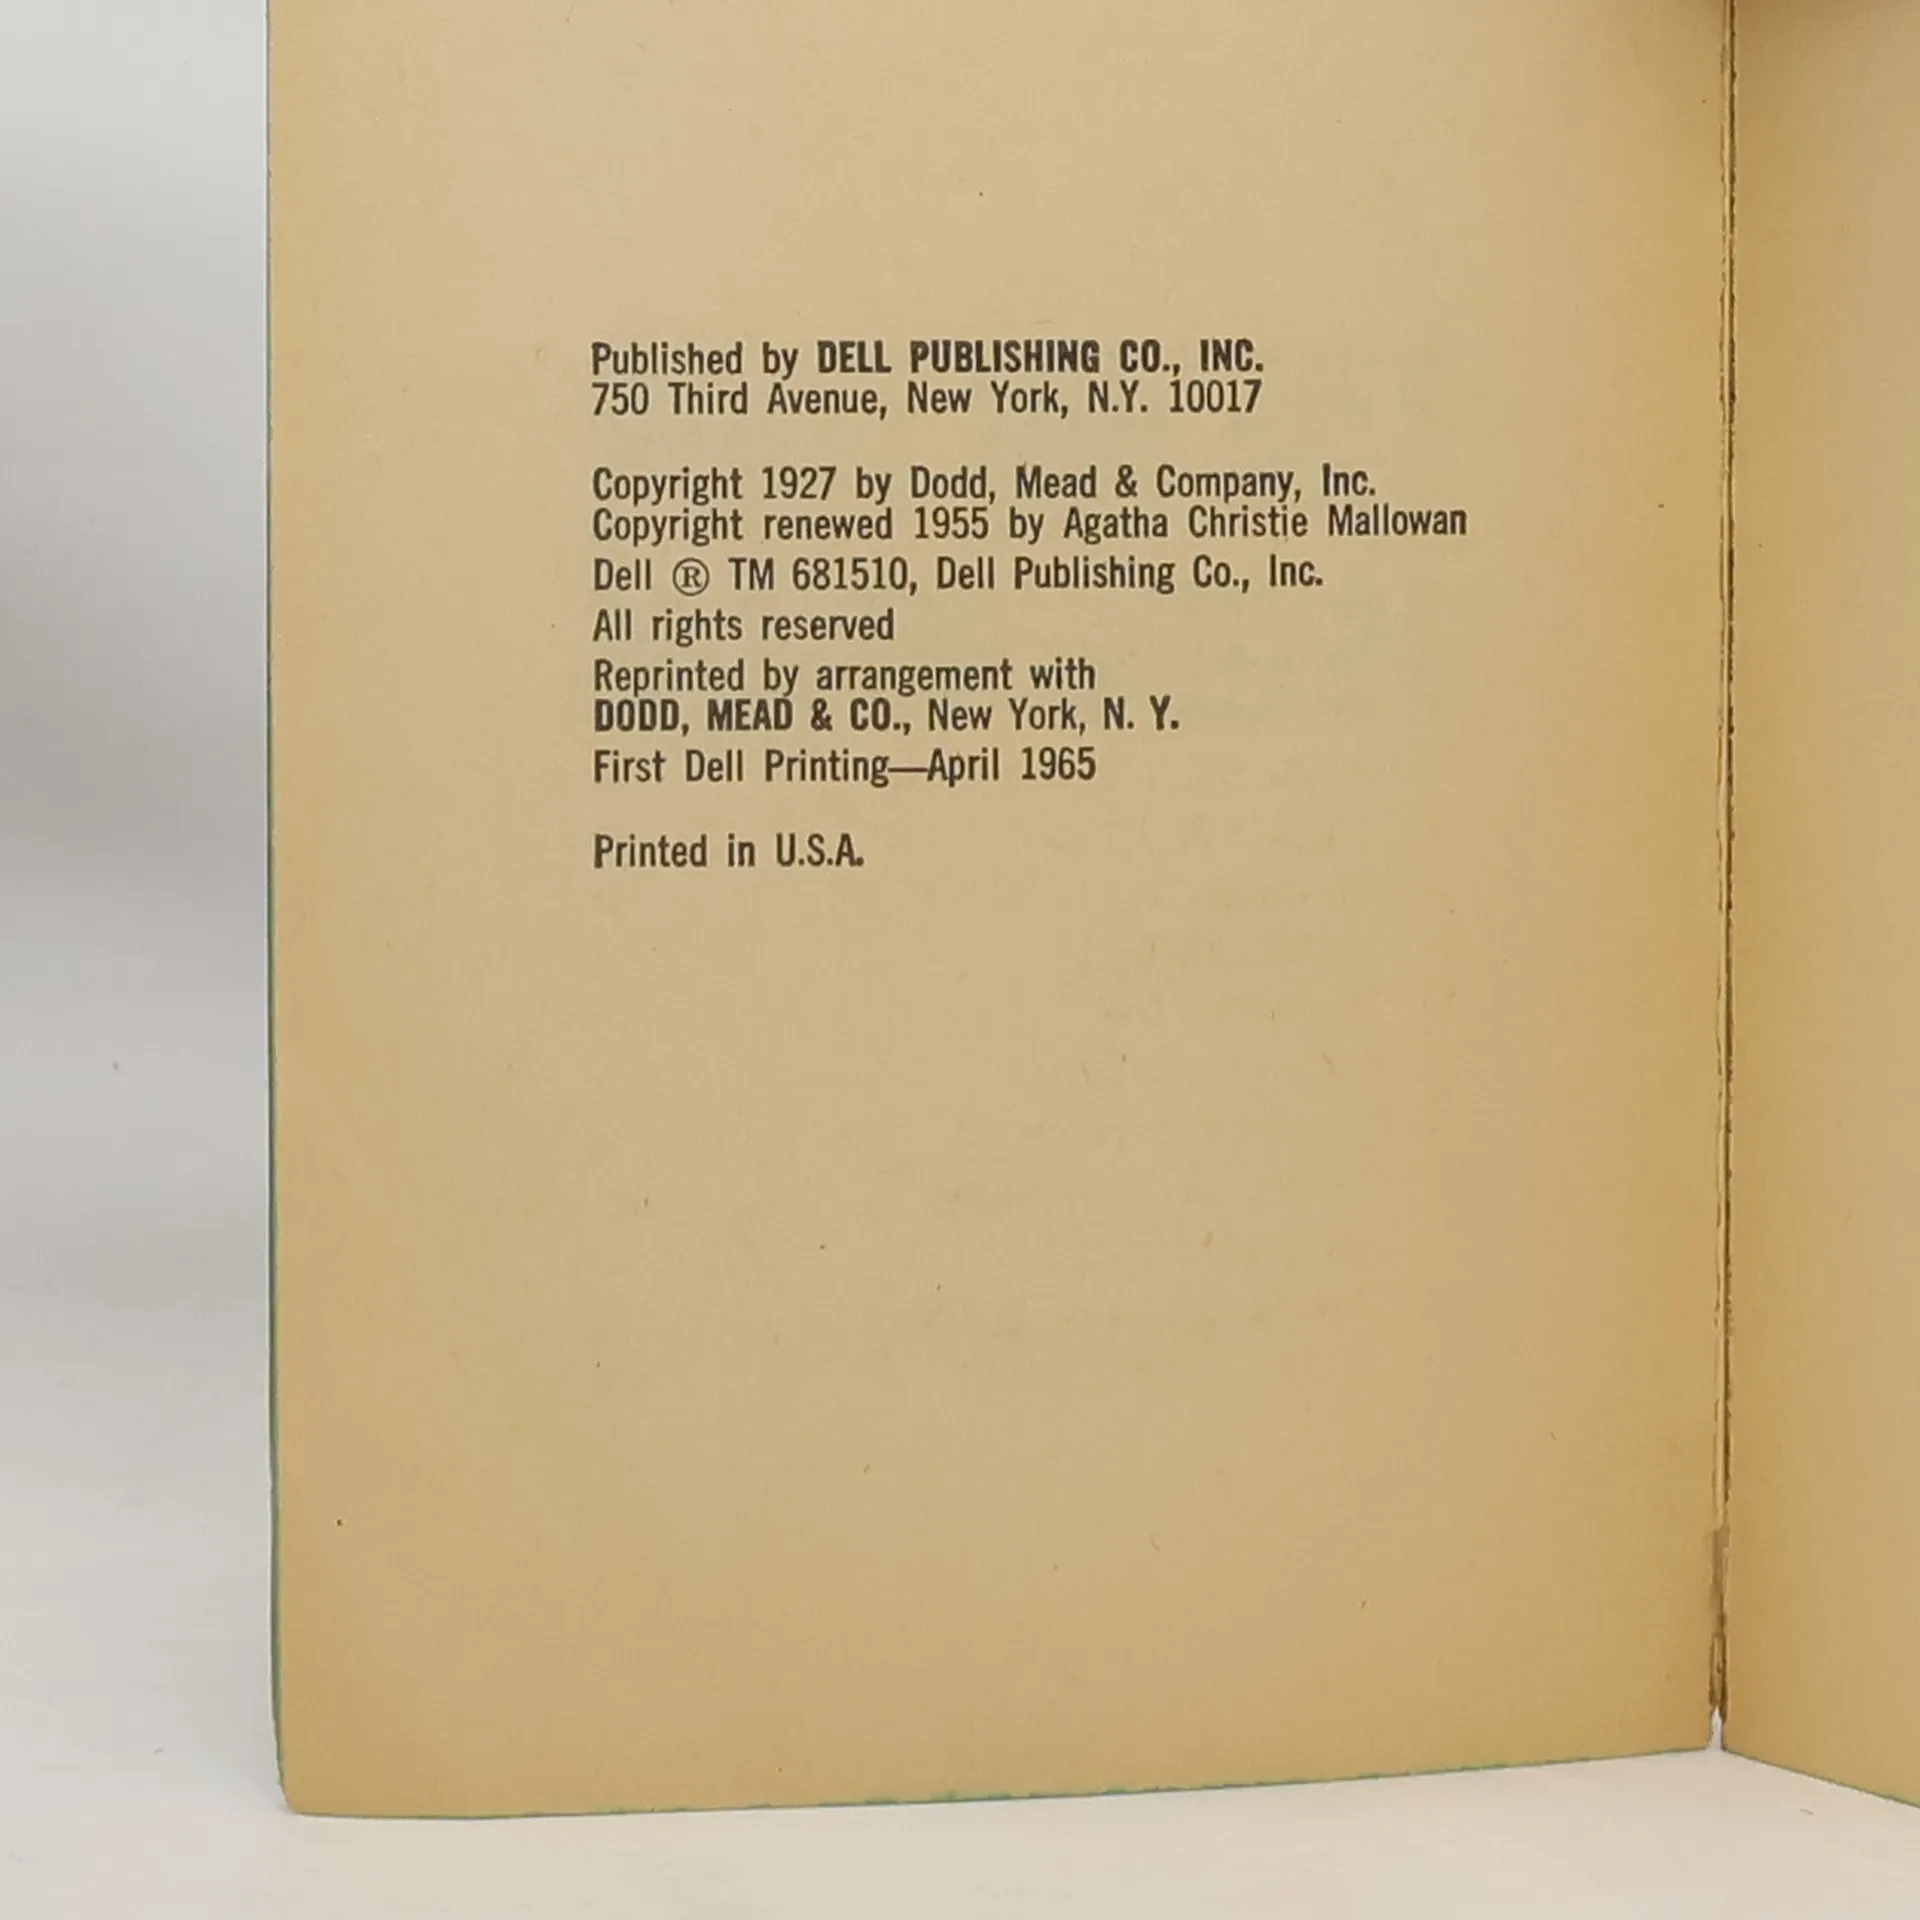 Published by DELL PUBLISHING CO., INC.
750 Third Avenue, New York, N.Y. 10017
Copyright 1927 by Dodd, Mead & Company, Inc.
Copyright renewed 1955 by Agatha Christie Mallowan
Dell ® TM 681510, Dell Publishing Co., Inc.
All rights reserved
Reprinted by arrangement with
DODD, MEAD & CO., New York, N. Y.
First Dell Printing—April 1965
Printed in U.S.A.